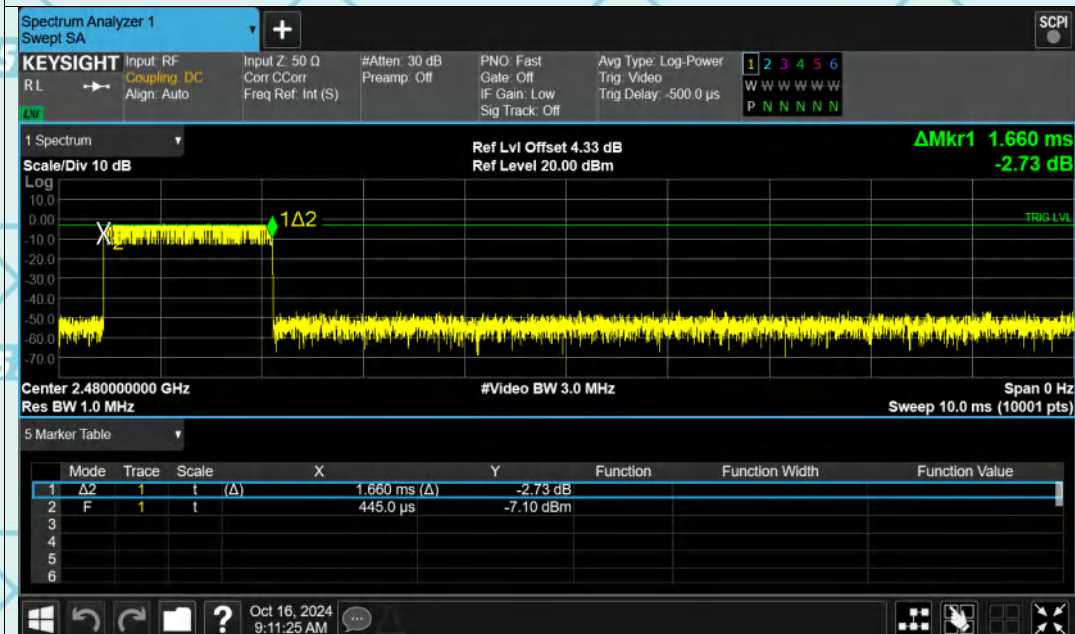 Spectrum Analyzer 1
Swept SA
+
SCPI
KEYSIGHT Input: RF Input Z: 50 Ω #Atten: 30 dB PNO: Fast Avg Type: Log-Power 1 2 3 4 5 6
RL Coupling: DC Corr CCorr Preamp: Off Gate: Off Trig: Video W W W W W W
Align: Auto Freq Ref: Int (S) IF Gain: Low Trig Delay: -500.0 µs P N N N N N
LXI Sig Track: Off
1 Spectrum
Ref Lvl Offset 4.33 dB ΔMkr1 1.660 ms
Scale/Div 10 dB Ref Level 20.00 dBm -2.73 dB
Log
10.0
0.00 1Δ2 TRIG LVL
-10.0 X2
-20.0
-30.0
-40.0
-50.0
-60.0
-70.0
Center 2.480000000 GHz #Video BW 3.0 MHz Span 0 Hz
Res BW 1.0 MHz Sweep 10.0 ms (10001 pts)
5 Marker Table
Mode Trace Scale X Y Function Function Width Function Value
1 Δ2 1 t (Δ) 1.660 ms (Δ) -2.73 dB
2 F 1 t 445.0 µs -7.10 dBm
3
4
5
6
? Oct 16, 2024
9:11:25 AM